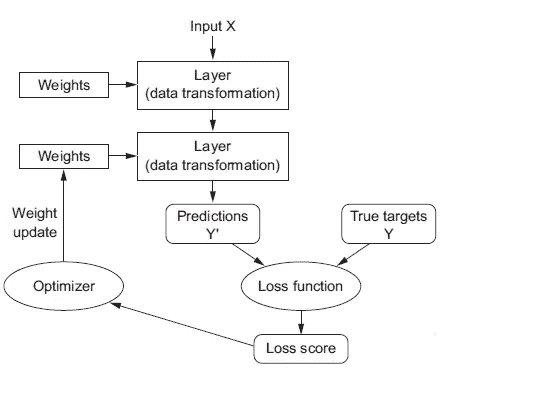 Input X
Layer
(data transformation)
Weights
Layer
(data transformation)
Weights
Weight
update
Predictions
Y'
True targets
Y
Optimizer
Loss function
Loss score